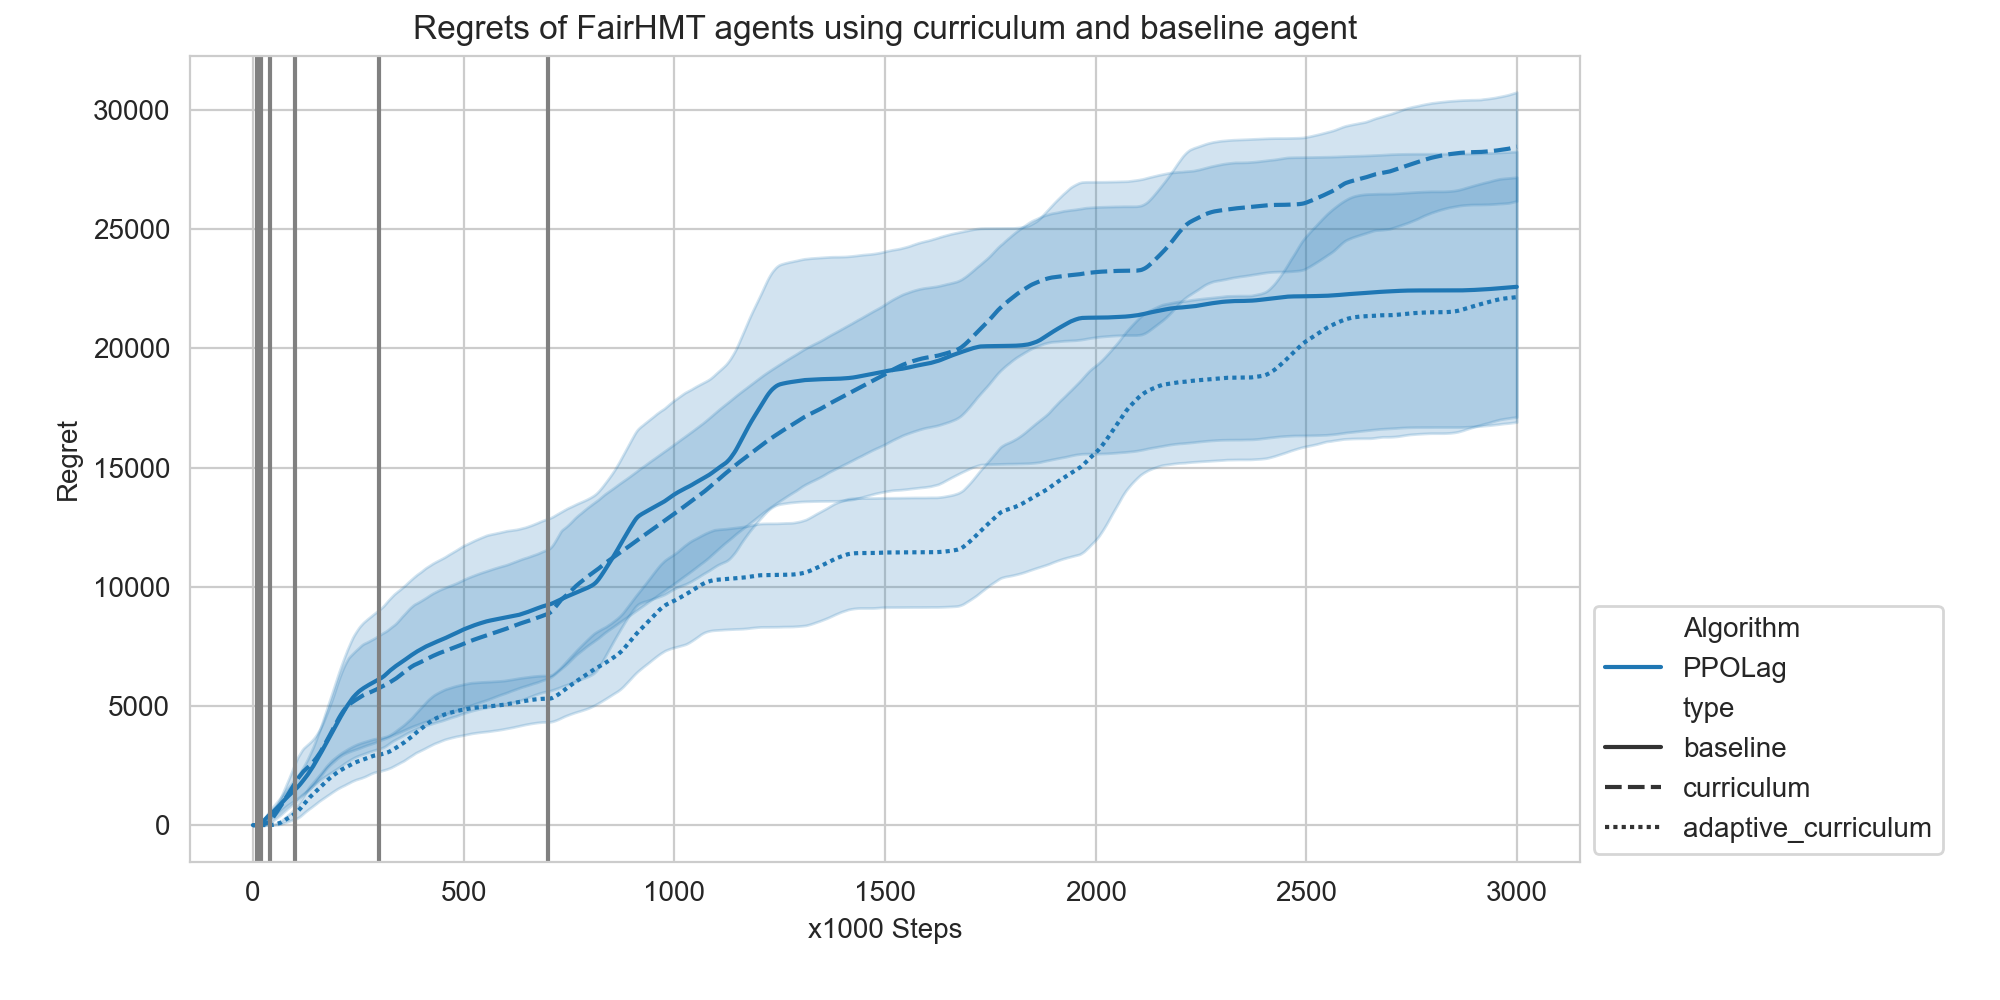 Regrets of FairHMT agents using curriculum and baseline agent
30000
25000
20000
15000
10000
5000
0
Regret
0 500 1000 1500 2000 2500 3000
x1000 Steps
Algorithm
PPOLag
type
baseline
curriculum
adaptive_curriculum